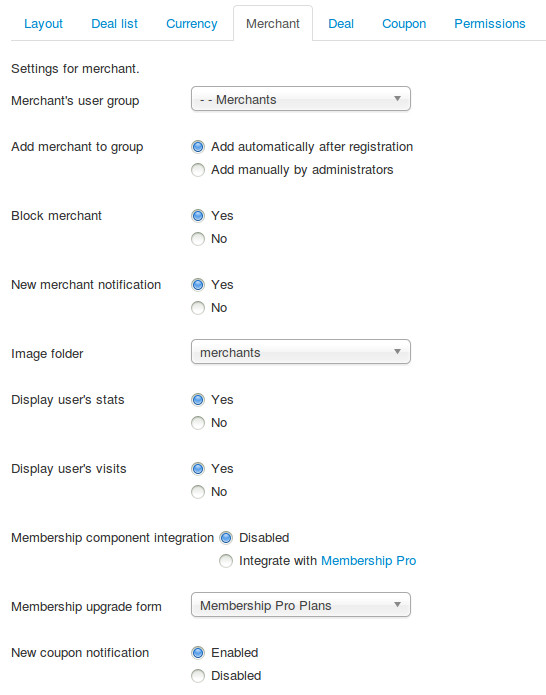 Layout Deal list Currency Merchant Deal Coupon Permissions
Settings for merchant.
Merchant's user group - - Merchants
Add merchant to group Add automatically after registration
Add manually by administrators
Block merchant Yes
No
New merchant notification Yes
No
Image folder merchants
Display user's stats Yes
No
Display user's visits Yes
No
Membership component integration Disabled
Integrate with Membership Pro
Membership upgrade form Membership Pro Plans
New coupon notification Enabled
Disabled